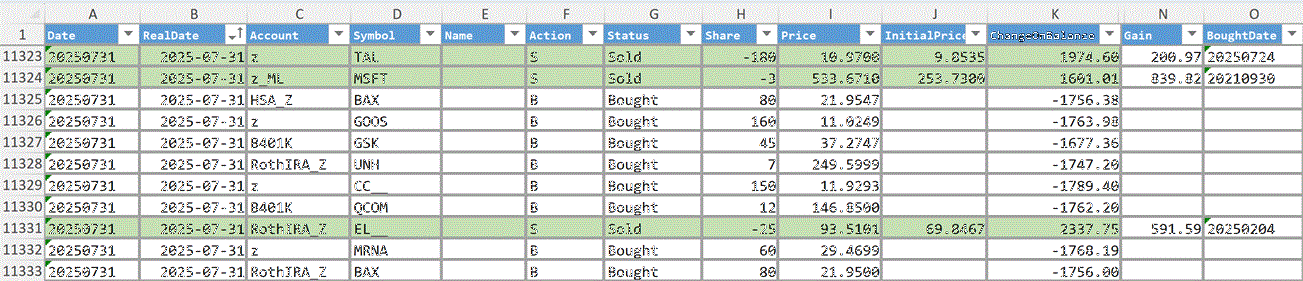 A B C D E F G H I J K N O
1 Date RealDate Account Symbol Name Action Status Share Price InitialPrice ChangeOnBalance Gain BoughtDate
11323 20250731 2025-07-31 z TAL S Sold -180 10.9700 9.8535 1974.60 200.97 20250724
11324 20250731 2025-07-31 z_ML MSFT S Sold -3 533.6710 253.7300 1601.01 839.82 20210930
11325 20250731 2025-07-31 HSA_Z BAX B Bought 80 21.9547 -1756.38
11326 20250731 2025-07-31 z GOOS B Bought 160 11.0249 -1763.98
11327 20250731 2025-07-31 8401K GSK B Bought 45 37.2747 -1677.36
11328 20250731 2025-07-31 RothIRA_Z UNH B Bought 7 249.5999 -1747.20
11329 20250731 2025-07-31 z CC__ B Bought 150 11.9293 -1789.40
11330 20250731 2025-07-31 8401K QCOM B Bought 12 146.8500 -1762.20
11331 20250731 2025-07-31 RothIRA_Z EL__ S Sold -25 93.5101 69.8467 2337.75 591.59 20250204
11332 20250731 2025-07-31 z MRNA B Bought 60 29.4699 -1768.19
11333 20250731 2025-07-31 RothIRA_Z BAX B Bought 80 21.9500 -1756.00